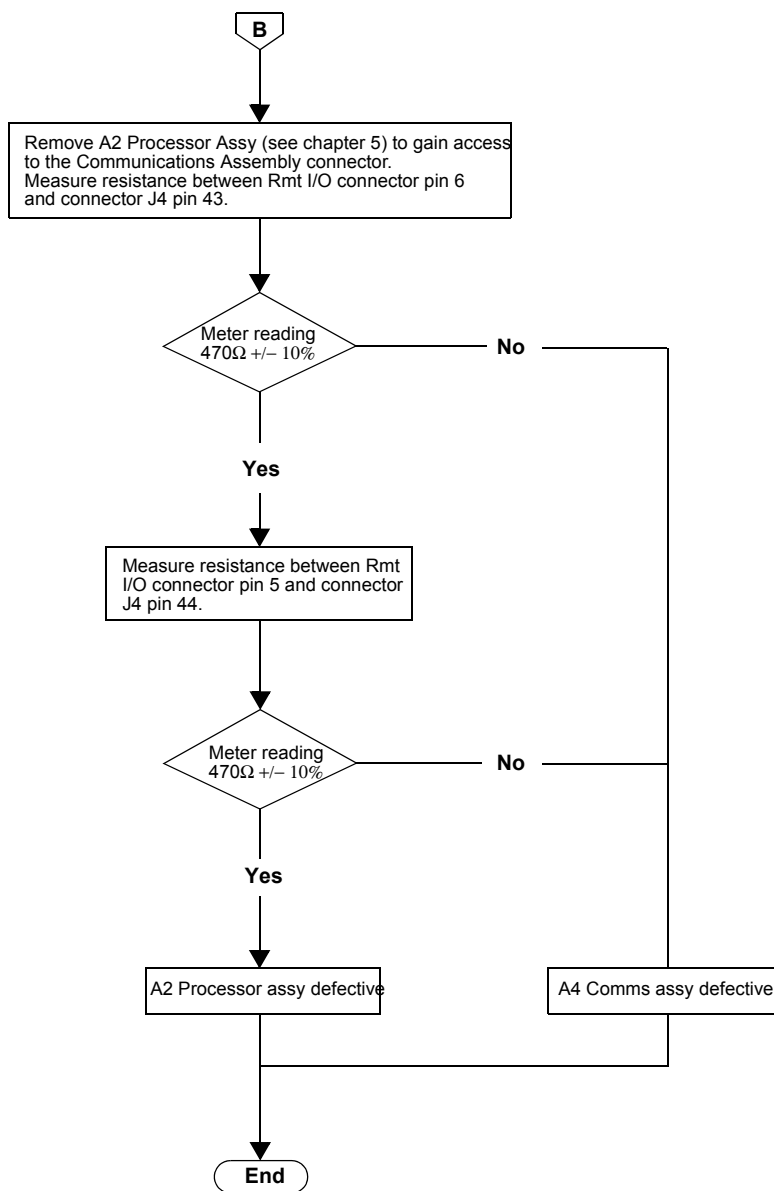 B
Remove A2 Processor Assy (see chapter 5) to gain access
to the Communications Assembly connector.
Measure resistance between Rmt I/O connector pin 6
and connector J4 pin 43.
Meter reading
470Ω +/− 10%
No
Yes
Measure resistance between Rmt
I/O connector pin 5 and connector
J4 pin 44.
Meter reading
470Ω +/− 10%
No
Yes
A2 Processor assy defective
A4 Comms assy defective
End